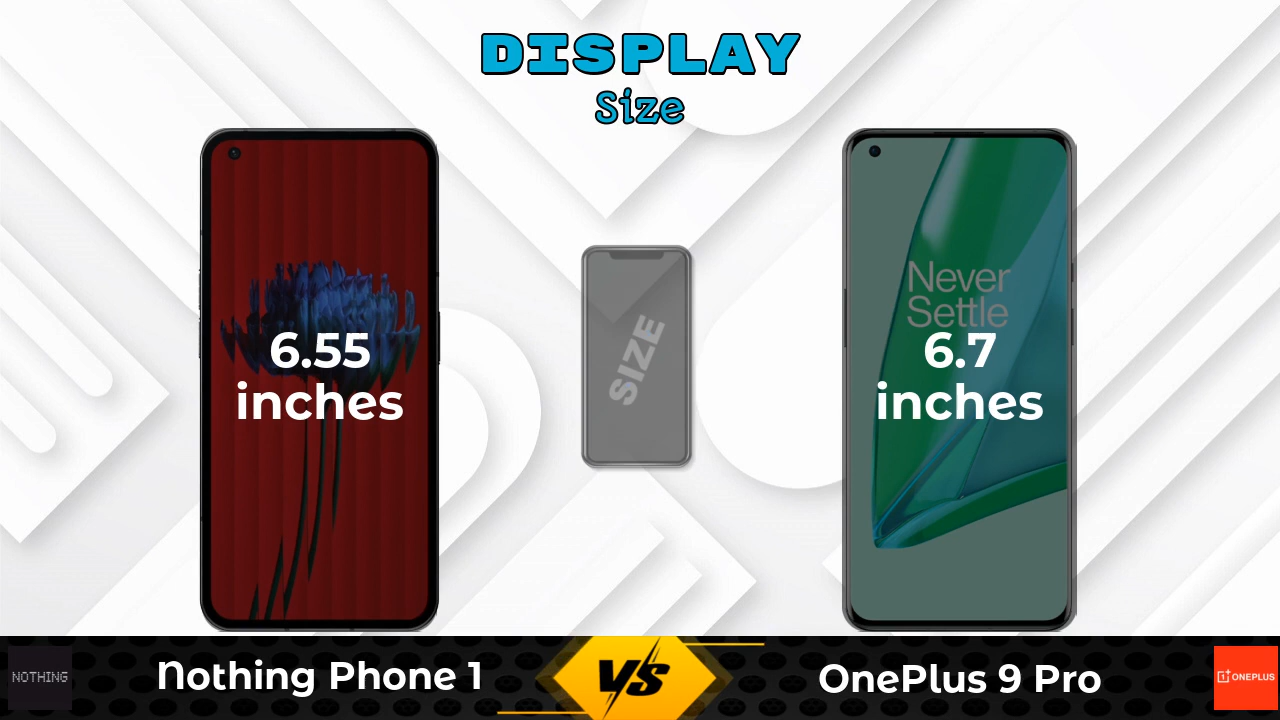 DISPLAY
Size
6.55
inches
SIZE
Never
Settle
6.7
inches
NOTHING
Nothing Phone 1
VS
OnePlus 9 Pro
1+ ONEPLUS